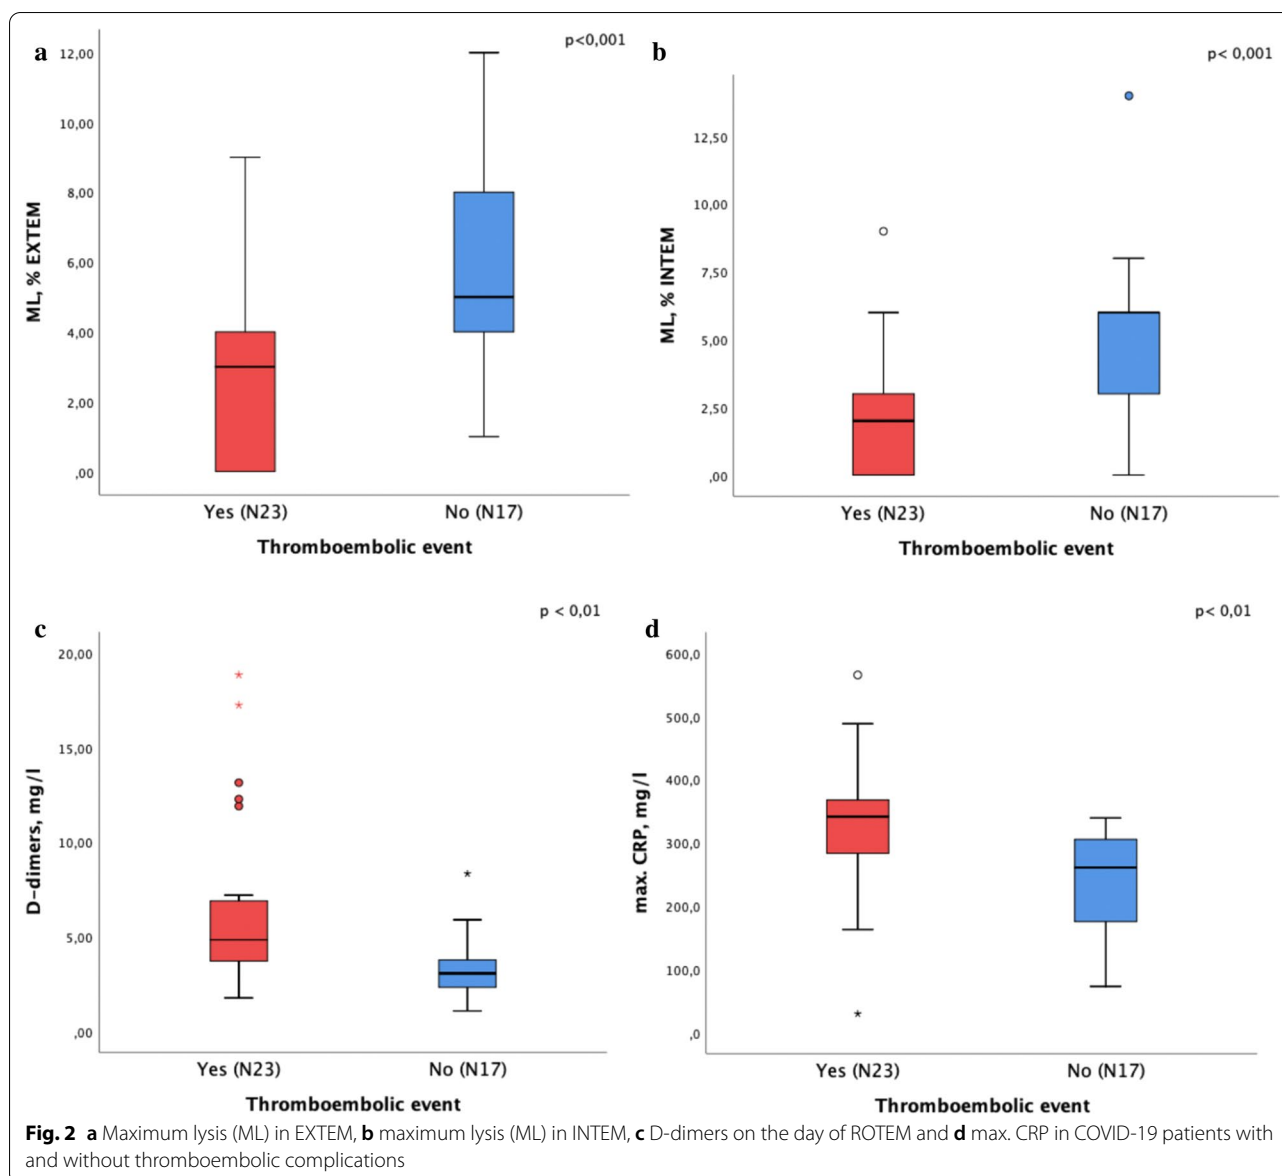 a
p<0,001
12,00
10,00
8,00
6,00
4,00
2,00
,00
ML, % EXTEM
Yes (N23) No (N17)
Thromboembolic event
b
p< 0,001
12,50
10,00
7,50
5,00
2,50
,00
ML, % INTEM
Yes (N23) No (N17)
Thromboembolic event
c
p < 0,01
20,00
15,00
10,00
5,00
,00
D-dimers, mg/l
Yes (N23) No (N17)
Thromboembolic event
d
p< 0,01
600,0
500,0
400,0
300,0
200,0
100,0
,0
max. CRP, mg/l
Yes (N23) No (N17)
Thromboembolic event
Fig. 2 a Maximum lysis (ML) in EXTEM, b maximum lysis (ML) in INTEM, c D-dimers on the day of ROTEM and d max. CRP in COVID-19 patients with
and without thromboembolic complications